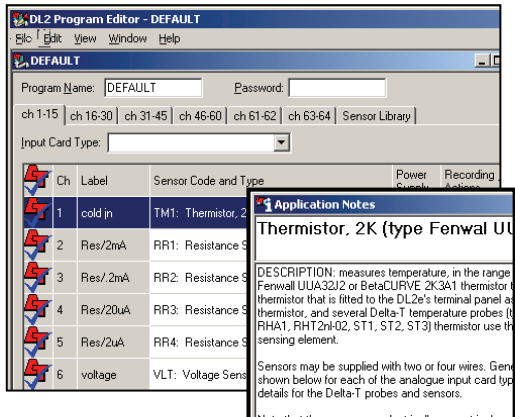 DL2 Program Editor - DEFAULT
File Edit View Window Help
DEFAULT
Program Name: DEFAULT Password:
ch 1-15 ch 16-30 ch 31-45 ch 46-60 ch 61-62 ch 63-64 Sensor Library
Input Card Type:
Ch Label Sensor Code and Type Power Supply Recording Actions
1 cold jn TM1: Thermistor, 2
2 Res/2mA RR1: Resistance S
3 Res/.2mA RR2: Resistance S
4 Res/20uA RR3: Resistance S
5 Res/2uA RR4: Resistance S
6 voltage VLT: Voltage Sens
Application Notes
Thermistor, 2K (type Fenwal UU
DESCRIPTION: measures temperature, in the range
Fenwall UUA32J2 or BetaCURVE 2K3A1 thermistor t
thermistor that is fitted to the DL2e's terminal panel as
thermistor, and several Delta-T temperature probes (t
RHA1, RHT2nl-02, ST1, ST2, ST3) thermistor use th
sensing element.
Sensors may be supplied with two or four wires. Gene
shown below for each of the analogue input card typ
details for the Delta-T probes and sensors.